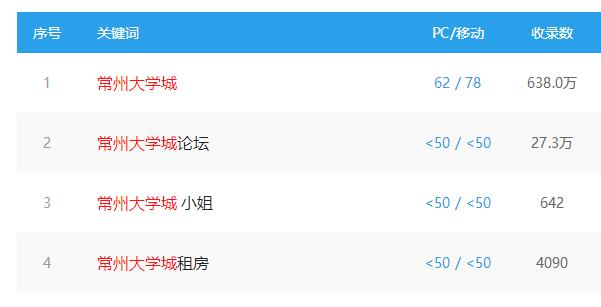 序号 关键词 PC/移动 收录数
1 常州大学城 62 / 78 638.0万
2 常州大学城论坛 <50 / <50 27.3万
3 常州大学城 小姐 <50 / <50 642
4 常州大学城租房 <50 / <50 4090